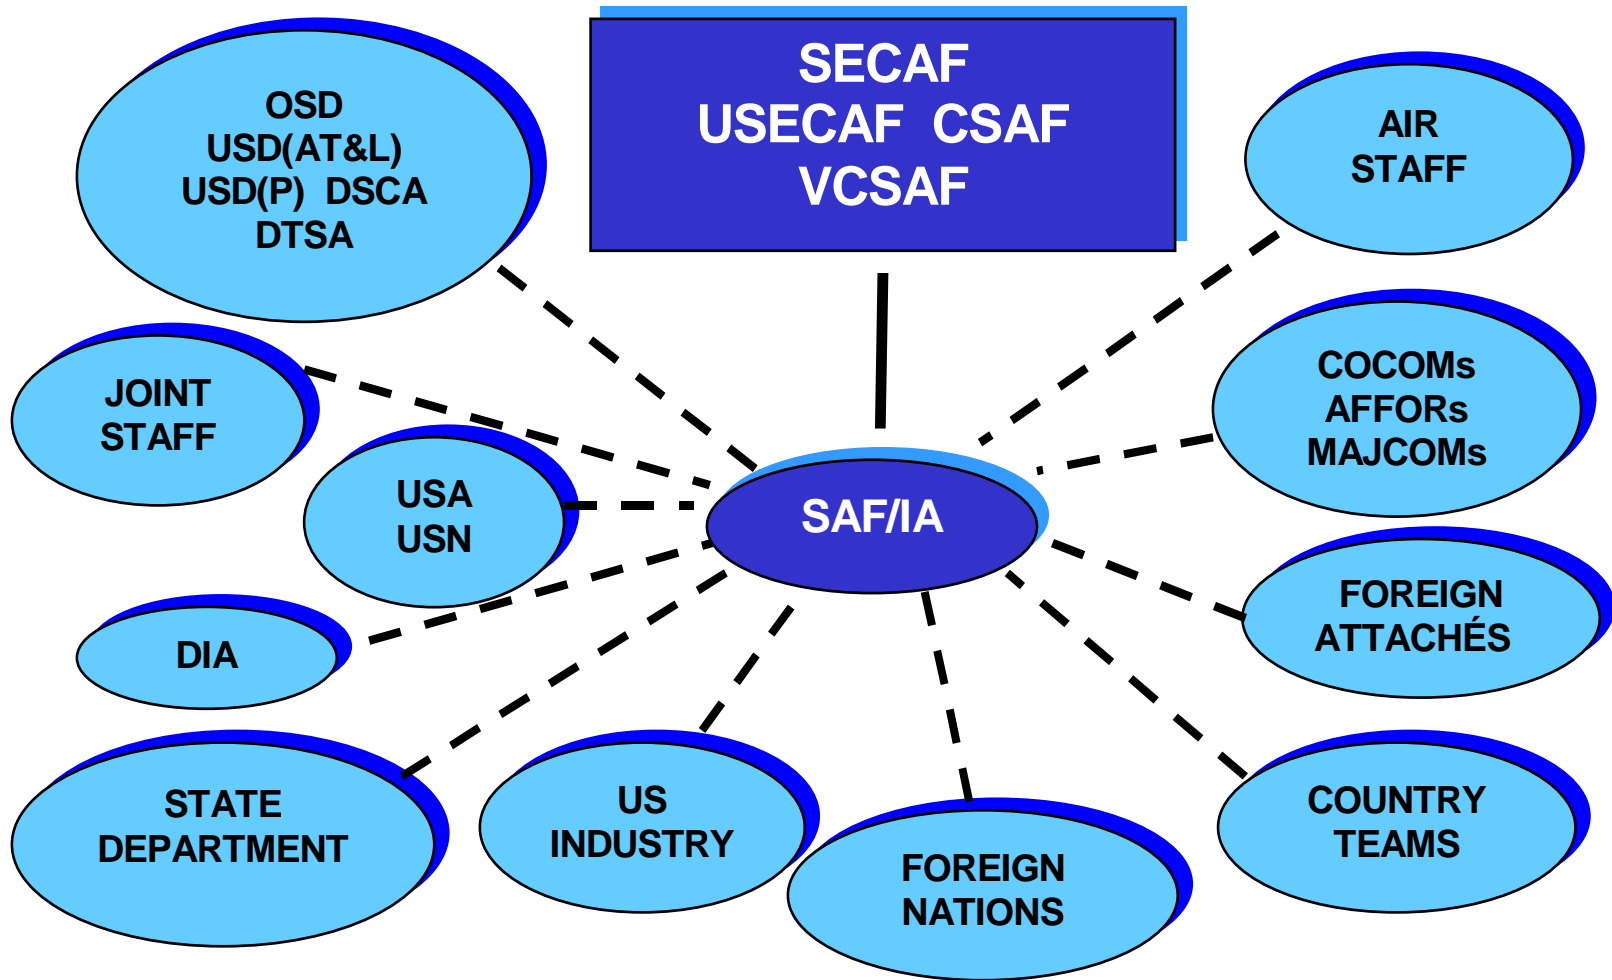 SECAF
USECAF CSAF
VCSAF
OSD
USD(AT&L)
USD(P) DSCA
DTSA
AIR
STAFF
JOINT
STAFF
COCOMs
AFFORs
MAJCOMs
USA
USN
SAF/IA
FOREIGN
ATTACHÉS
DIA
STATE
DEPARTMENT
US
INDUSTRY
FOREIGN
NATIONS
COUNTRY
TEAMS